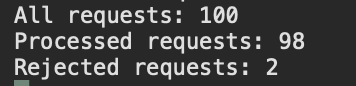 All requests: 100
Processed requests: 98
Rejected requests: 2